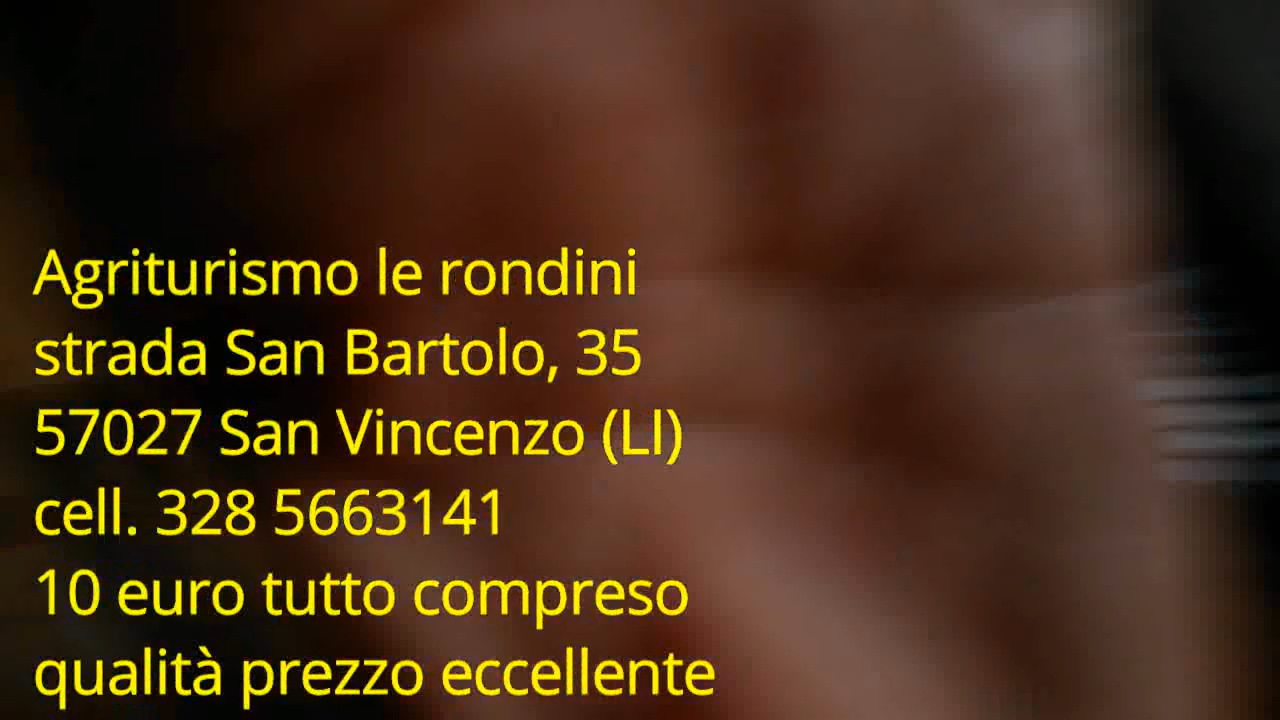 Agriturismo le rondini
strada San Bartolo, 35
57027 San Vincenzo (LI)
cell. 328 5663141
10 euro tutto compreso
qualità prezzo eccellente